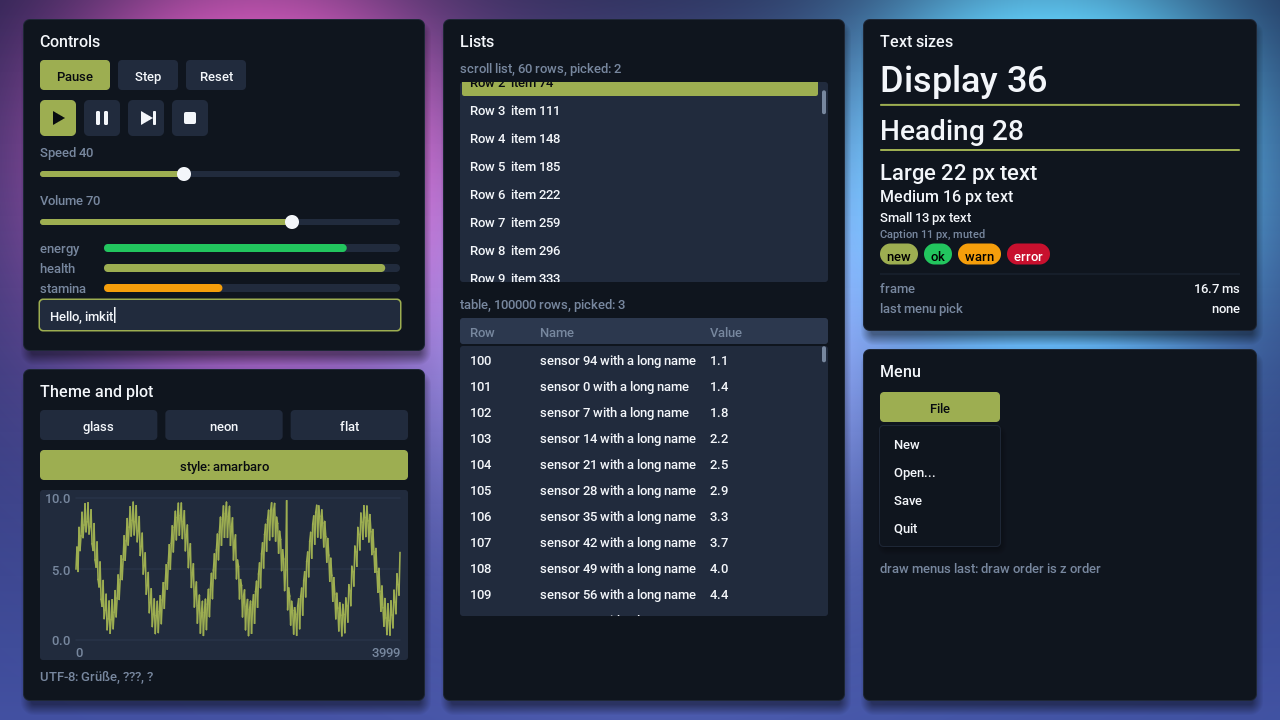 Controls
Pause Step Reset
Speed 40
Volume 70
energy
health
stamina
Hello, imkit
Theme and plot
glass neon flat
style: amarbaro
10.0
5.0
0.0
0 3999
UTF-8: Grüße, ???, ?
Lists
scroll list, 60 rows, picked: 2
Row 2 item 74
Row 3 item 111
Row 4 item 148
Row 5 item 185
Row 6 item 222
Row 7 item 259
Row 8 item 296
Row 9 item 333
table, 100000 rows, picked: 3
Row Name Value
100 sensor 94 with a long name 1.1
101 sensor 0 with a long name 1.4
102 sensor 7 with a long name 1.8
103 sensor 14 with a long name 2.2
104 sensor 21 with a long name 2.5
105 sensor 28 with a long name 2.9
106 sensor 35 with a long name 3.3
107 sensor 42 with a long name 3.7
108 sensor 49 with a long name 4.0
109 sensor 56 with a long name 4.4
Text sizes
Display 36
Heading 28
Large 22 px text
Medium 16 px text
Small 13 px text
Caption 11 px, muted
new ok warn error
frame 16.7 ms
last menu pick none
Menu
File
New
Open...
Save
Quit
draw menus last: draw order is z order